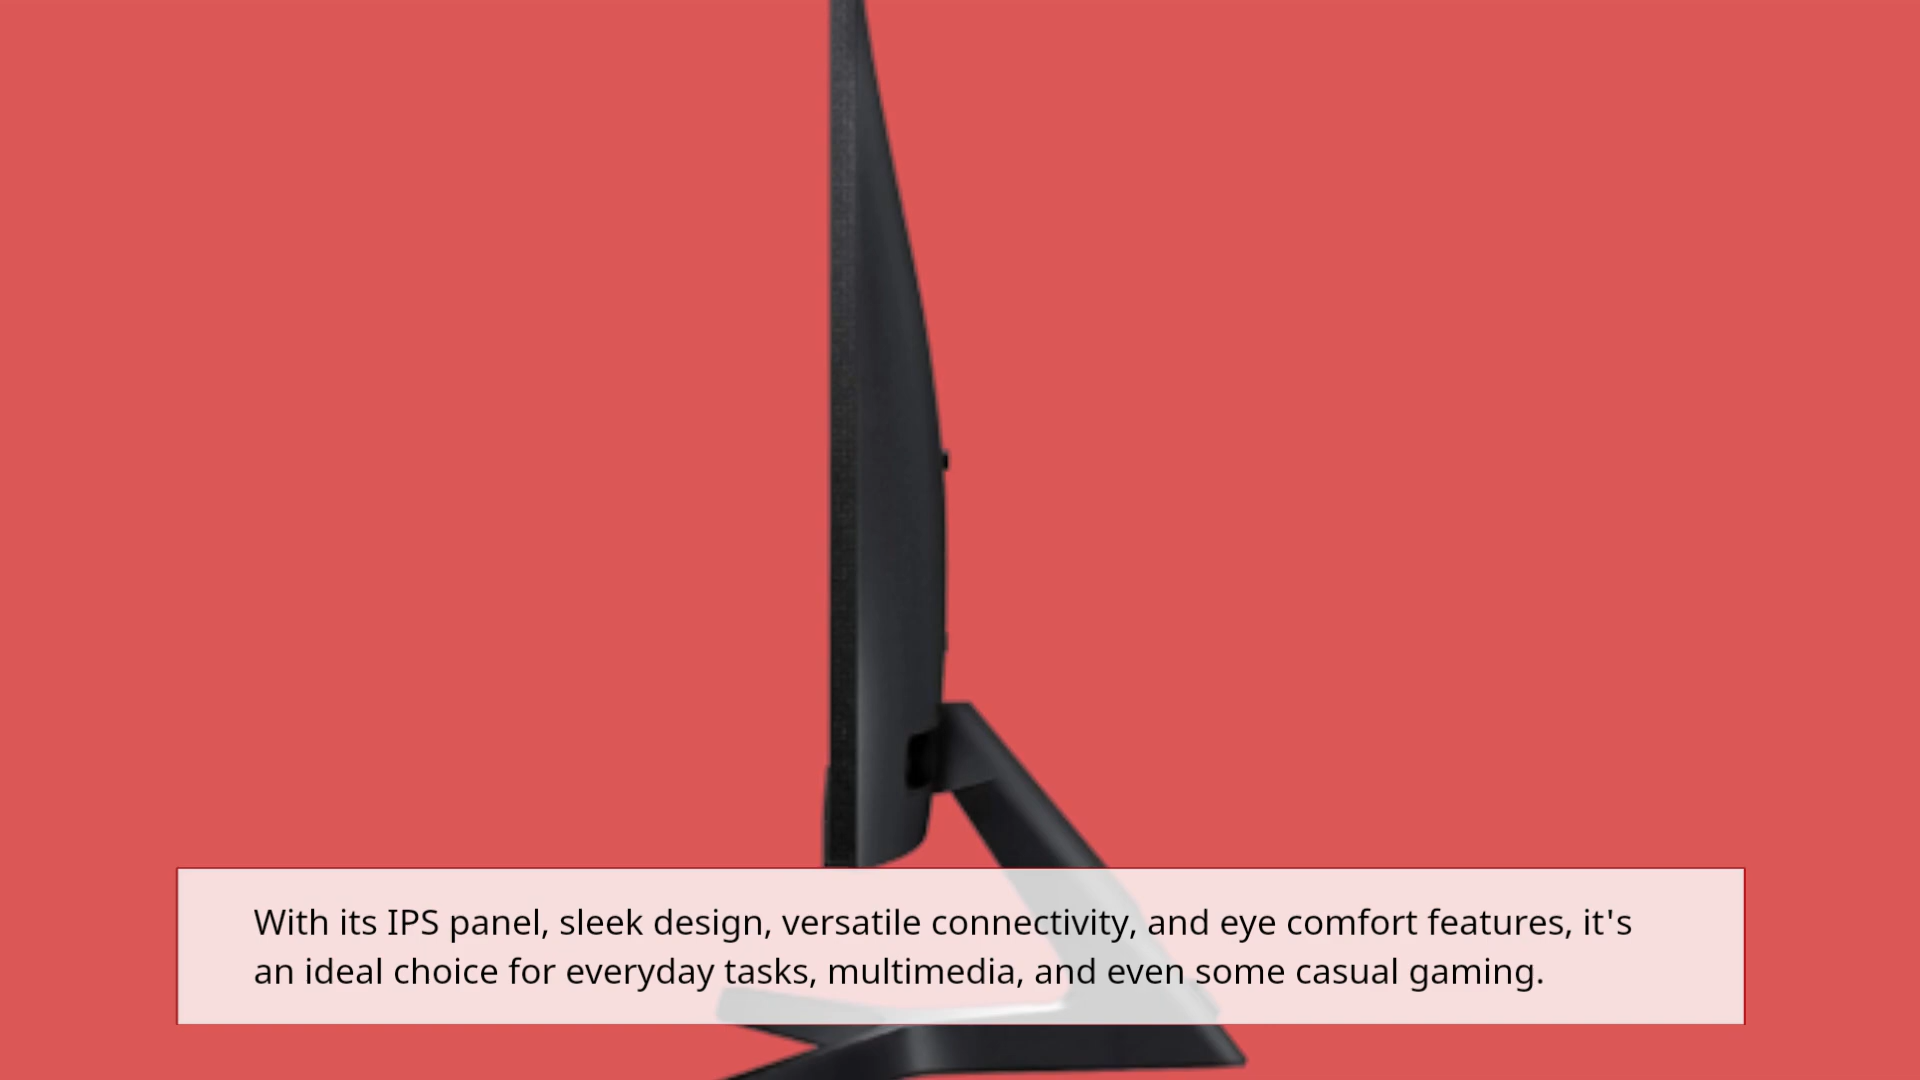 With its IPS panel, sleek design, versatile connectivity, and eye comfort features, it's
an ideal choice for everyday tasks, multimedia, and even some casual gaming.